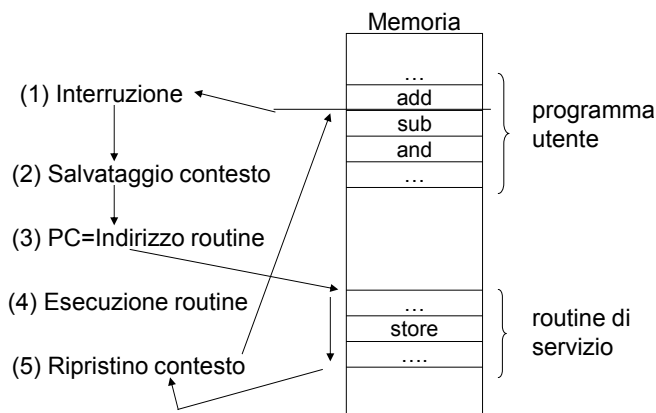 Memoria
…
(1) Interruzione
add
sub
and
…
programma
utente
(2) Salvataggio contesto
(3) PC=Indirizzo routine
(4) Esecuzione routine
…
store
….
routine di
servizio
(5) Ripristino contesto